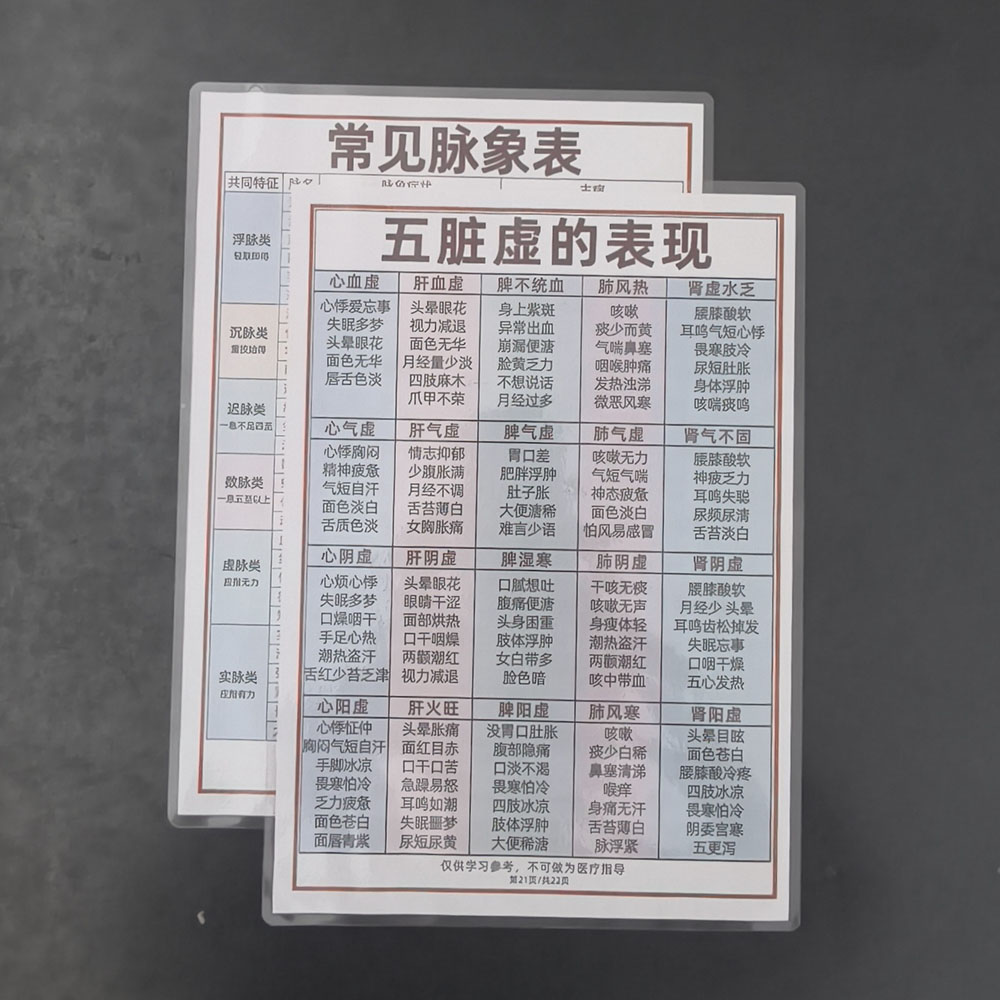 常见脉象表
共同特征
浮脉类
轻取即得
沉脉类
重按始得
迟脉类
一息不足四至
数脉类
一息五至以上
虚脉类
应指无力
实脉类
应指有力
五脏虚的表现
心血虚 肝血虚 脾不统血 肺风热 肾虚水乏
心悸爱忘事 头晕眼花 身上紫斑 咳嗽 腰膝酸软
失眠多梦 视力减退 异常出血 痰少而黄 耳鸣气短心悸
头晕眼花 面色无华 崩漏便溏 气喘鼻塞 畏寒肢冷
面色无华 月经量少淡 脸黄乏力 咽喉肿痛 尿短肚胀
唇舌色淡 四肢麻木 不想说话 发热浊涕 身体浮肿
爪甲不荣 月经过多 微恶风寒 咳喘痰鸣
心气虚 肝气虚 脾气虚 肺气虚 肾气不固
心悸胸闷 情志抑郁 胃口差 咳嗽无力 腰膝酸软
精神疲惫 少腹胀满 肥胖浮肿 气短气喘 神疲乏力
气短自汗 月经不调 肚子胀 神态疲惫 耳鸣失聪
面色淡白 舌苔薄白 大便溏稀 面色淡白 尿频尿清
舌质色淡 女胸胀痛 难言少语 怕风易感冒 舌苔淡白
心阴虚 肝阴虚 脾湿寒 肺阴虚 肾阴虚
心烦心悸 头晕眼花 口腻想吐 干咳无痰 腰膝酸软
失眠多梦 眼睛干涩 腹痛便溏 咳嗽无声 月经少 头晕
口燥咽干 面部烘热 头身困重 身瘦体轻 耳鸣齿松掉发
手足心热 口干咽燥 肢体浮肿 潮热盗汗 失眠忘事
潮热盗汗 两颧潮红 女白带多 两颧潮红 口咽干燥
舌红少苔乏津 视力减退 脸色暗 咳中带血 五心发热
心阳虚 肝火旺 脾阳虚 肺风寒 肾阳虚
心悸怔仲 头晕胀痛 没胃口肚胀 咳嗽 头晕目眩
胸闷气短自汗 面红目赤 腹部隐痛 痰少白稀 面色苍白
手脚冰凉 口干口苦 口淡不渴 鼻塞清涕 腰膝酸冷疼
畏寒怕冷 急躁易怒 畏寒怕冷 喉痒 四肢冰凉
乏力疲惫 耳鸣如潮 四肢冰凉 身痛无汗 畏寒怕冷
面色苍白 失眠噩梦 肢体浮肿 舌苔薄白 阴委宫寒
面唇青紫 尿短尿黄 大便稀溏 脉浮紧 五更泻
仅供学习参考，不可做为医疗指导
第21页/共22页